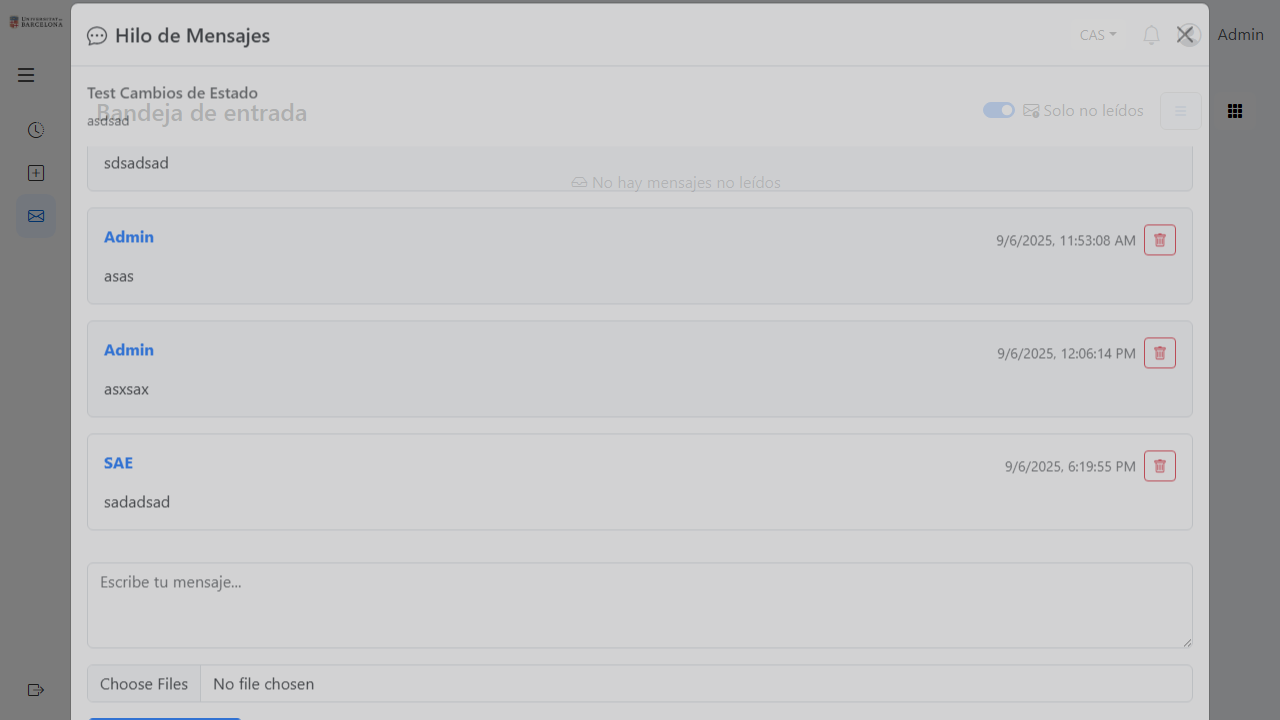 UNIVERSITAT DE
BARCELONA
Hilo de Mensajes
CAS
Admin
Test Cambios de Estado
Bandeja de entrada
Solo no leídos
asdsad
sdsadsad
No hay mensajes no leídos
Admin
9/6/2025, 11:53:08 AM
asas
Admin
9/6/2025, 12:06:14 PM
asxsax
SAE
9/6/2025, 6:19:55 PM
sadadsad
Escribe tu mensaje...
Choose Files
No file chosen